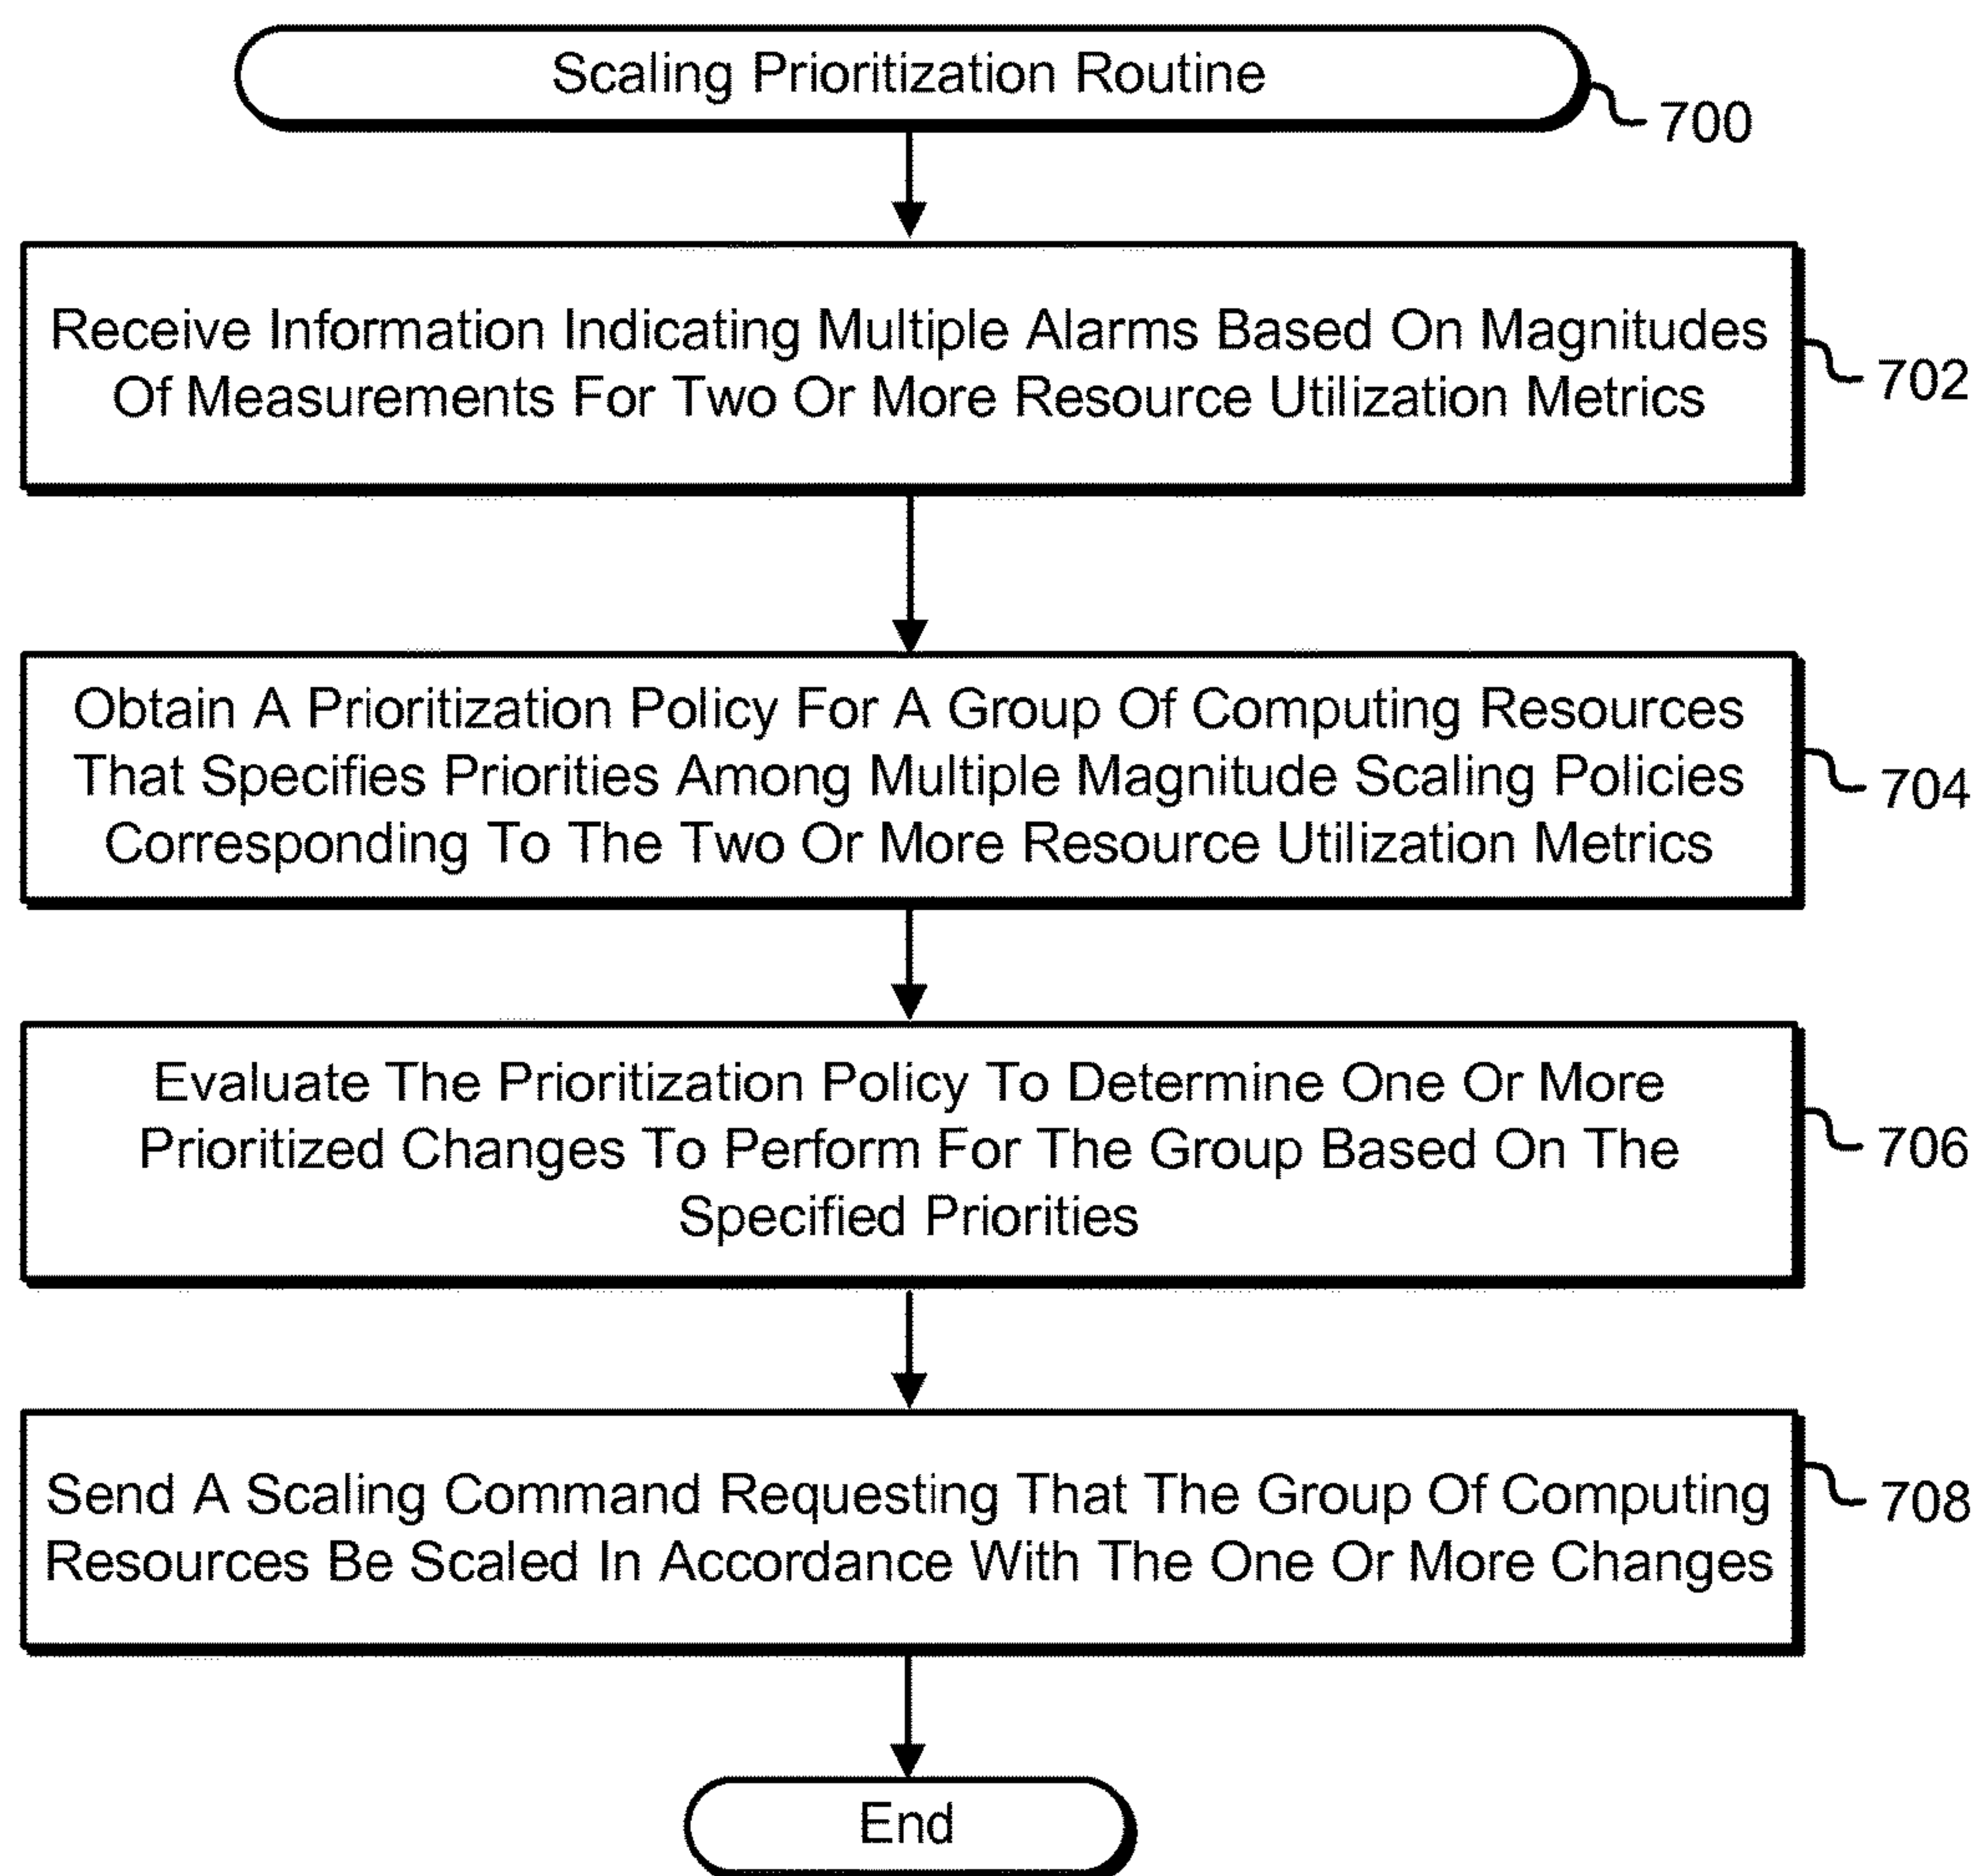 Scaling Prioritization Routine
700
Receive Information Indicating Multiple Alarms Based On Magnitudes
Of Measurements For Two Or More Resource Utilization Metrics
702
Obtain A Prioritization Policy For A Group Of Computing Resources
That Specifies Priorities Among Multiple Magnitude Scaling Policies
Corresponding To The Two Or More Resource Utilization Metrics
704
Evaluate The Prioritization Policy To Determine One Or More
Prioritized Changes To Perform For The Group Based On The
Specified Priorities
706
Send A Scaling Command Requesting That The Group Of Computing
Resources Be Scaled In Accordance With The One Or More Changes
708
End